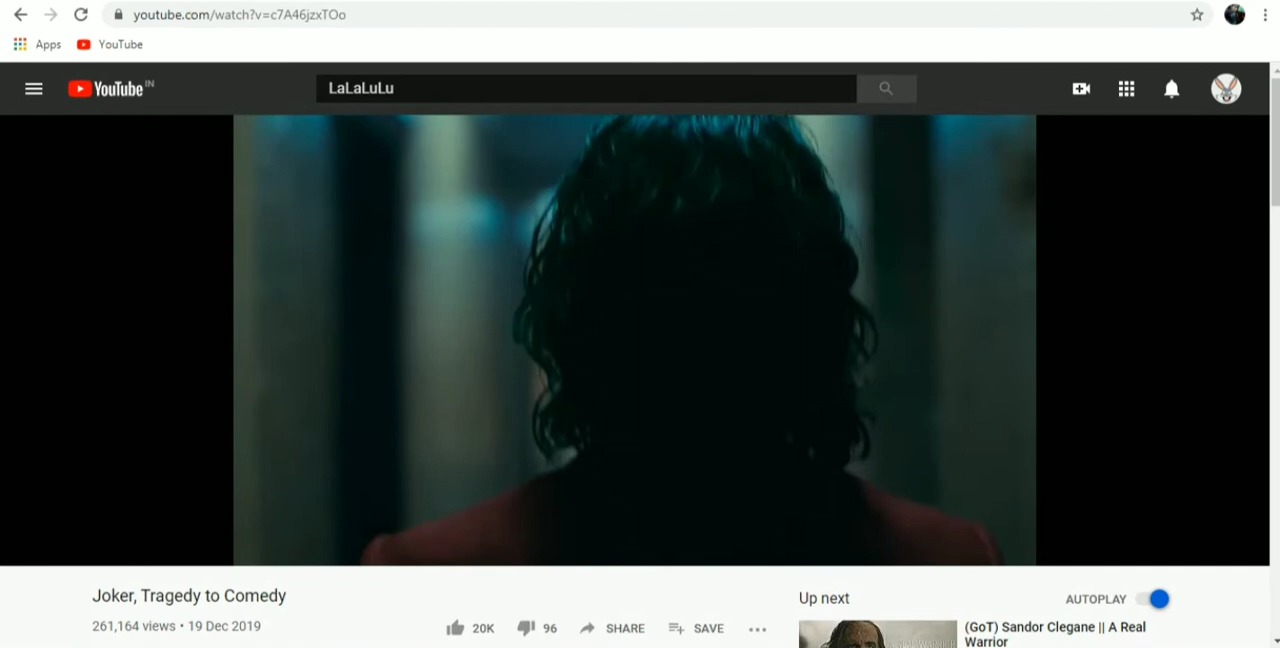 youtube.com/watch?v=c7A46jzxTOo
Apps YouTube
YouTube IN LaLaLuLu
Joker, Tragedy to Comedy
261,164 views • 19 Dec 2019
20K 96 SHARE SAVE
Up next AUTOPLAY
(GoT) Sandor Clegane || A Real
Warrior